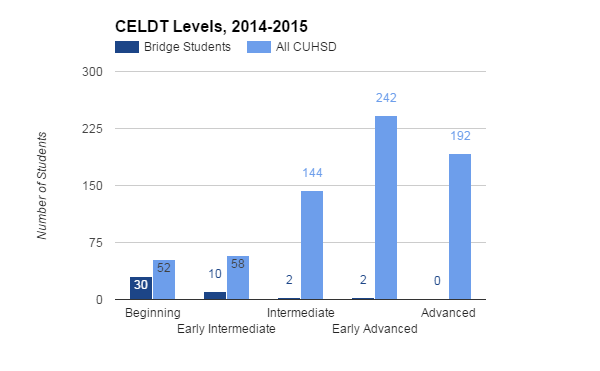 CELDT Levels, 2014-2015
Bridge Students All CUHSD
Number of Students
300
225
150
75
0
30 52
10 58
2 144
2 242
0 192
Beginning
Early Intermediate
Intermediate
Early Advanced
Advanced